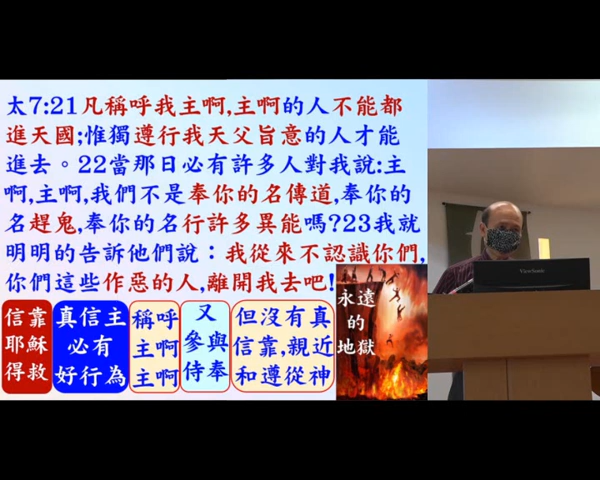 太7:21凡稱呼我主啊,主啊的人不能都
進天國;惟獨遵行我天父旨意的人才能
進去。22當那日必有許多人對我說:主
啊,主啊,我們不是奉你的名傳道,奉你的
名趕鬼,奉你的名行許多異能嗎?23我就
明明的告訴他們說：我從來不認識你們,
你們這些作惡的人,離開我去吧!
信靠
耶穌
得救
真信主
必有
好行為
稱呼
主啊
主啊
又
參與
侍奉
但沒有真
信靠,親近
和遵從神
永遠
的
地獄
ViewSonic